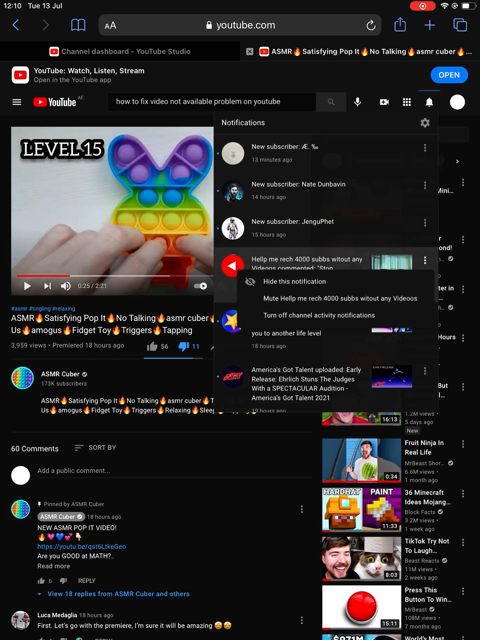 12:10 Tue 13 Jul
AA
youtube.com
Channel dashboard - YouTube Studio
ASMR🔥Satisfying Pop It🔥No Talking🔥asmr cuber🔥...
YouTube: Watch, Listen, Stream
Open in the YouTube app
OPEN
YouTube AE
how to fix video not available problem on youtube
Notifications
LEVEL 15
New subscriber: Æ. ‰
13 minutes ago
New subscriber: Nate Dunbavin
14 hours ago
New subscriber: JenguPhet
15 hours ago
Hellp me rech 4000 subbs witout any
Videos commented: "Stop
Hide this notification
Mute Hellp me rech 4000 subbs witout any Videoos
Turn off channel activity notifications
you to another life level
18 hours ago
0:25 / 2:21
#asmr #tingling #relaxing
ASMR🔥Satisfying Pop It🔥No Talking🔥asmr cuber🔥
Us🔥amogus🔥Fidget Toy🔥Triggers🔥Tapping
3,959 views • Premiered 18 hours ago
56
11
America's Got Talent uploaded: Early
Release: Ehrlich Stuns The Judges
With a SPECTACULAR Audition -
America's Got Talent 2021
ASMR Cuber
173K subscribers
ASMR🔥Satisfying Pop It🔥No Talking🔥asmr cuber🔥
Us🔥amogus🔥Fidget Toy🔥Triggers🔥Relaxing🔥
60 Comments
SORT BY
Add a public comment...
Pinned by ASMR Cuber
ASMR Cuber 18 hours ago
NEW ASMR POP IT VIDEO!
🔥💙💕💕👇🏻
https://youtu.be/qst6L1keGeo
Are you GOOD at MATH?..
Read more
6
REPLY
View 18 replies from ASMR Cuber and others
Luca Medaglia 18 hours ago
First. Let's go with the premiere, I'm sure it will be amazing 🤩🤩
6
Mini...
Hours
But
16:13
1.2M views •
5 days ago
New
Fruit Ninja In
Real Life
MrBeast Shor...
6.6M views •
1 month ago
0:34
HARDHAT
PAINT
11:33
36 Minecraft
Ideas Mojang...
Block Facts
3.2M views •
1 week ago
8:03
TikTok Try Not
To Laugh...
Beast Reacts
11M views •
2 weeks ago
15:11
Press This
Button To Win...
MrBeast
108M views •
7 months ago
World's Most